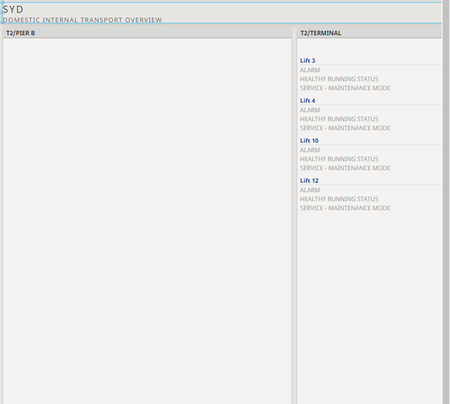 SYD
DOMESTIC INTERNAL TRANSPORT OVERVIEW
T2/PIER B
T2/TERMINAL
Lift 3
ALARM
HEALTHY RUNNING STATUS
SERVICE - MAINTENANCE MODE
Lift 4
ALARM
HEALTHY RUNNING STATUS
SERVICE - MAINTENANCE MODE
Lift 10
ALARM
HEALTHY RUNNING STATUS
SERVICE - MAINTENANCE MODE
Lift 12
ALARM
HEALTHY RUNNING STATUS
SERVICE - MAINTENANCE MODE